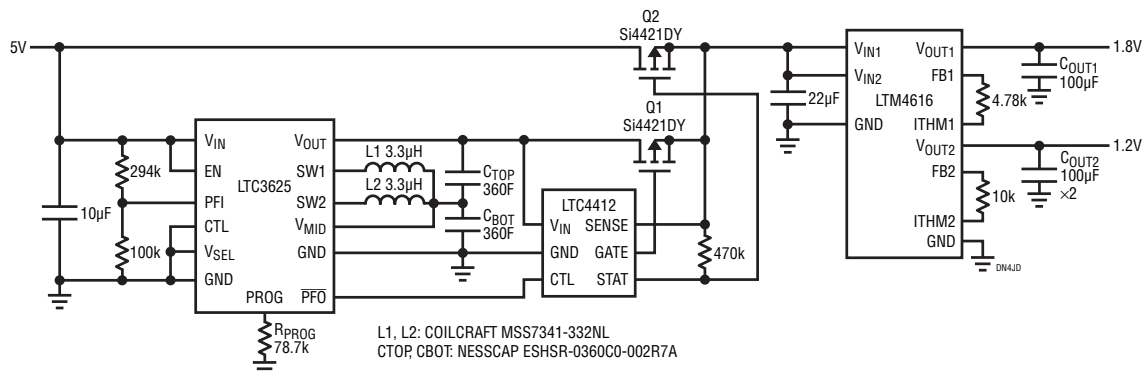 Q2
Si4421DY
5V
VIN1
VOUT1
1.8V
COUT1
100µF
VIN2
FB1
4.78k
LTM4616
22µF
GND
ITHM1
VOUT2
1.2V
COUT2
100µF
×2
FB2
10k
ITHM2
GND
DN4JD
Q1
Si4421DY
VIN
VOUT
L1 3.3µH
294k
EN
SW1
CTOP
360F
LTC3625
L2 3.3µH
PFI
SW2
10µF
CBOT
360F
CTL
VMID
100k
VSEL
GND
GND
PROG
PFO
LTC4412
VIN
SENSE
GND
GATE
470k
CTL
STAT
RPROG
78.7k
L1, L2: COILCRAFT MSS7341-332NL
CTOP, CBOT: NESSCAP ESHSR-0360C0-002R7A